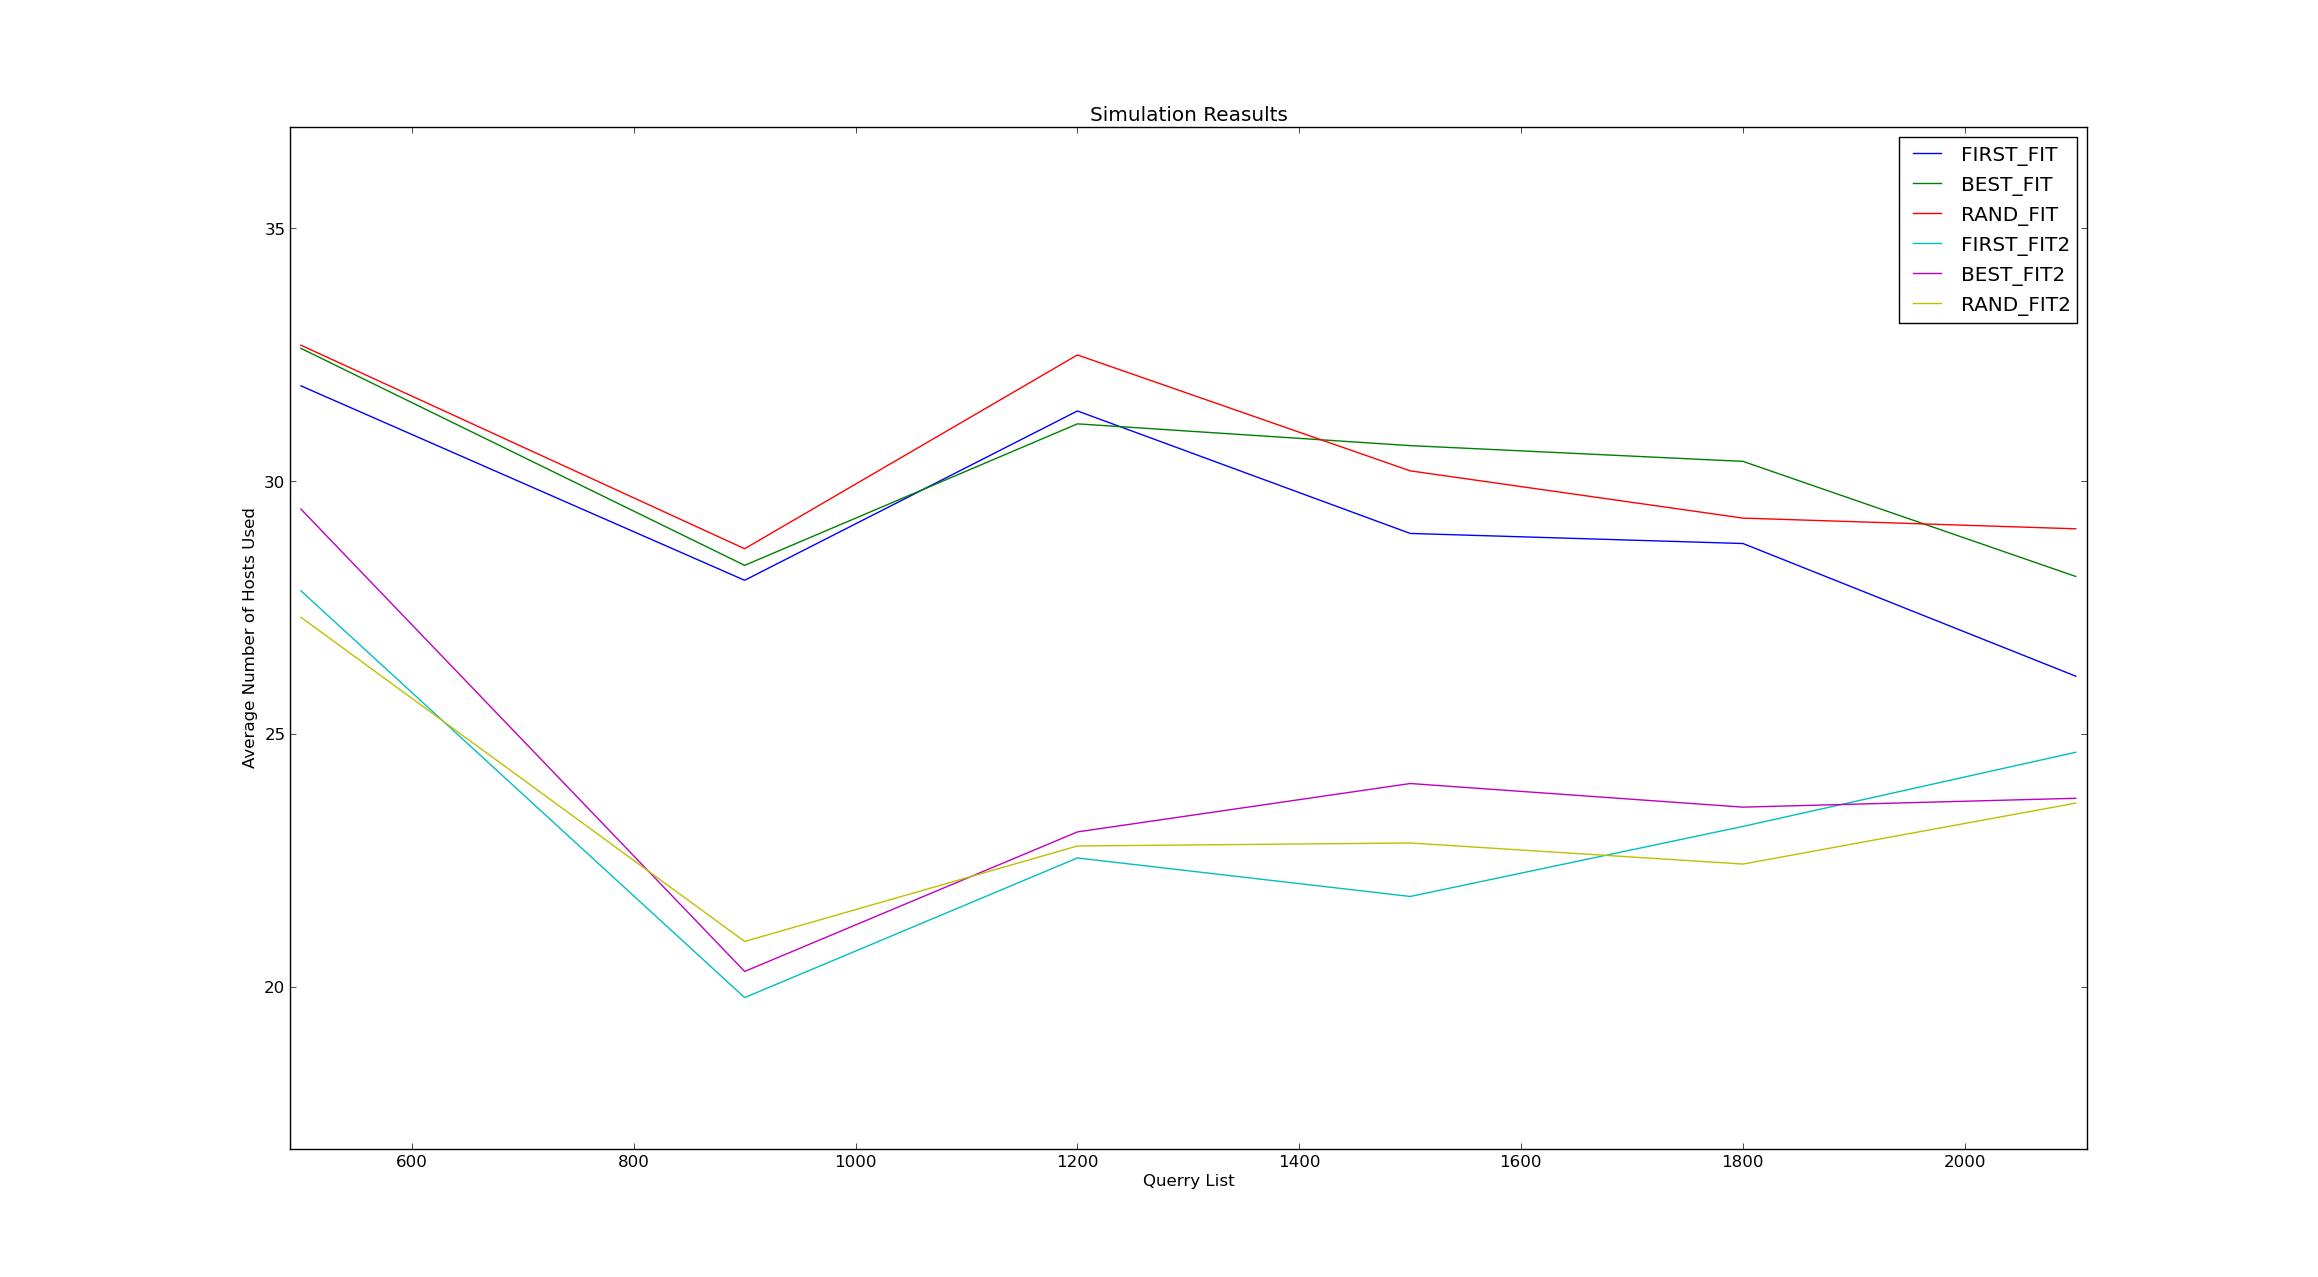 Simulation Reasults
FIRST_FIT
BEST_FIT
RAND_FIT
FIRST_FIT2
BEST_FIT2
RAND_FIT2
35
30
25
20
Average Number of Hosts Used
600 800 1000 1200 1400 1600 1800 2000
Querry List